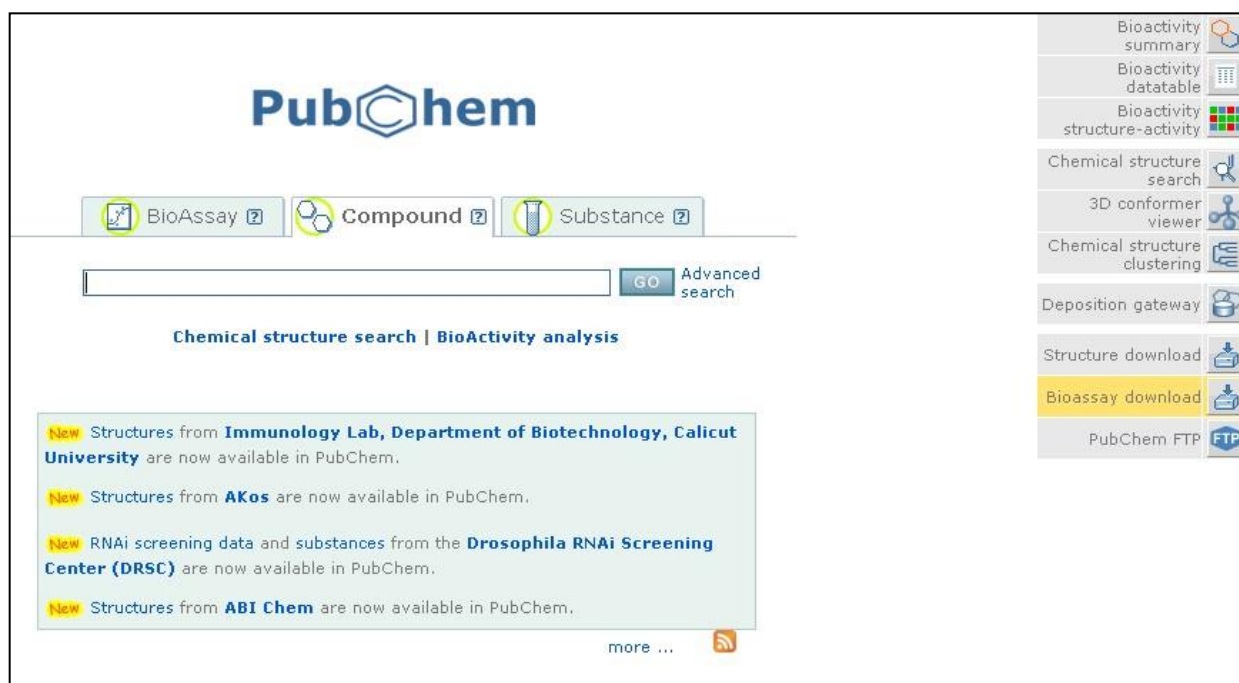 PubChem
BioAssay ?
Compound ?
Substance ?
GO
Advanced
search
Chemical structure search | BioActivity analysis
New Structures from Immunology Lab, Department of Biotechnology, Calicut
University are now available in PubChem.
New Structures from AKos are now available in PubChem.
New RNAi screening data and substances from the Drosophila RNAi Screening
Center (DRSC) are now available in PubChem.
New Structures from ABI Chem are now available in PubChem.
more ...
Bioactivity
summary
Bioactivity
datatable
Bioactivity
structure-activity
Chemical structure
search
3D conformer
viewer
Chemical structure
clustering
Deposition gateway
Structure download
Bioassay download
PubChem FTP
FTP